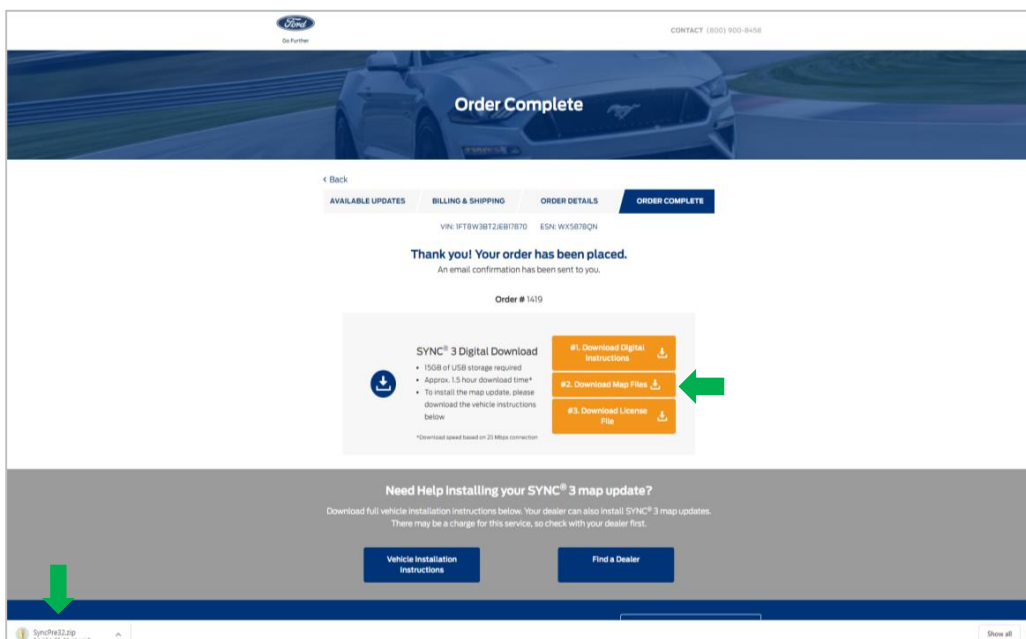 Ford
Go Further
CONTACT (800) 900-8458
Order Complete
< Back
AVAILABLE UPDATES
BILLING & SHIPPING
ORDER DETAILS
ORDER COMPLETE
VIN: 1FT8W3BT2JEB17870 ESN: WX5878QN
Thank you! Your order has been placed.
An email confirmation has been sent to you.
Order # 1419
SYNC® 3 Digital Download
• 15GB of USB storage required
• Approx. 1.5 hour download time*
• To install the map update, please
download the vehicle instructions
below
*Download speed based on 25 Mbps connection
#1. Download Digital
Instructions
#2. Download Map Files
#3. Download License
File
Need Help Installing your SYNC® 3 map update?
Download full vehicle installation instructions below. Your dealer can also install SYNC® 3 map updates.
There may be a charge for this service, so check with your dealer first.
Vehicle Installation
Instructions
Find a Dealer
SyncPre32.zip
Show all